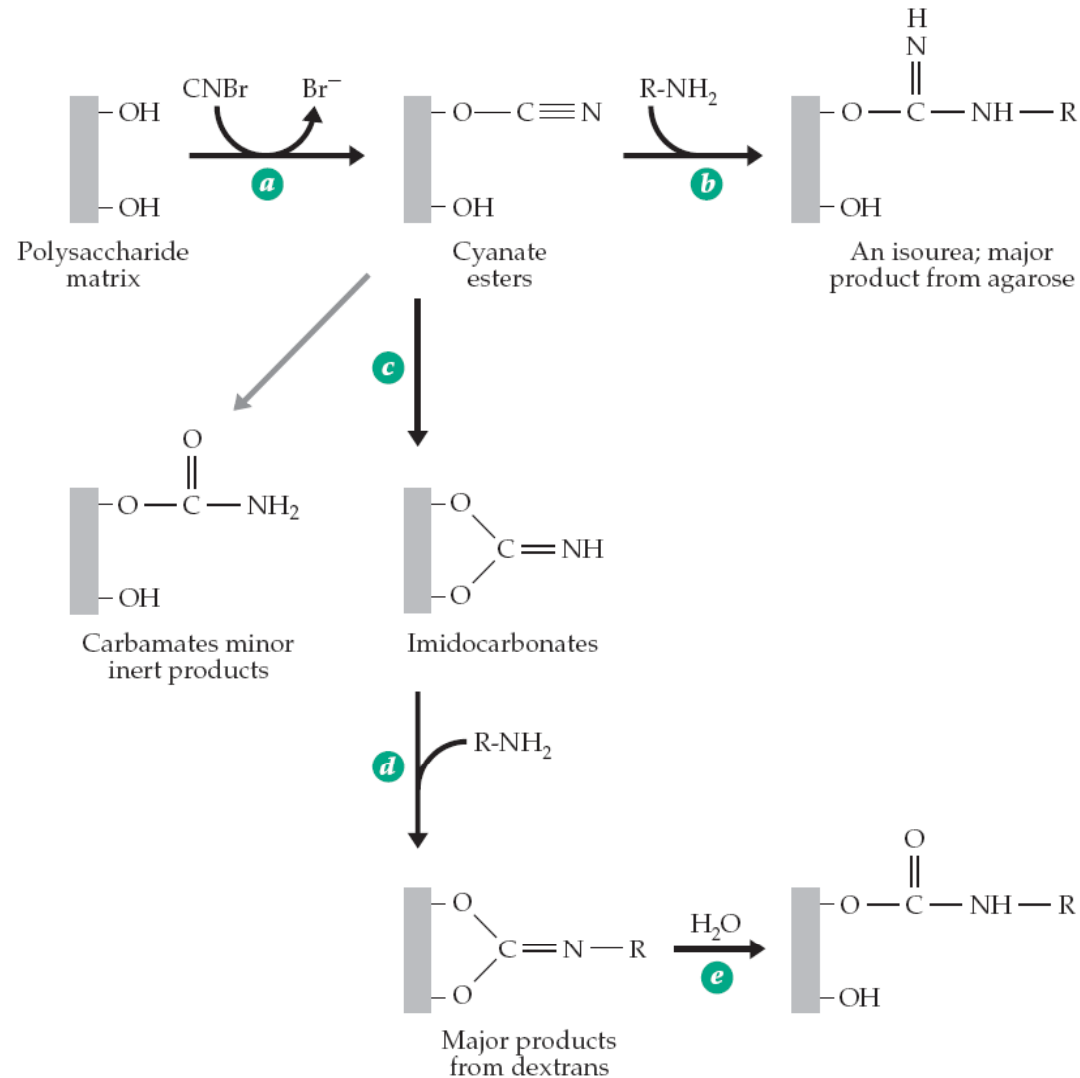 CNBr Br⁻
OH
OH
a
Polysaccharide
matrix
O—C≡N
OH
Cyanate
esters
R-NH₂
b
H
N
||
O—C—NH—R
OH
An isourea; major
product from agarose
c
O
||
O—C—NH₂
OH
Carbamates minor
inert products
O
C=NH
O
Imidocarbonates
d
R-NH₂
O
C=N—R
O
Major products
from dextrans
H₂O
e
O
||
O—C—NH—R
OH